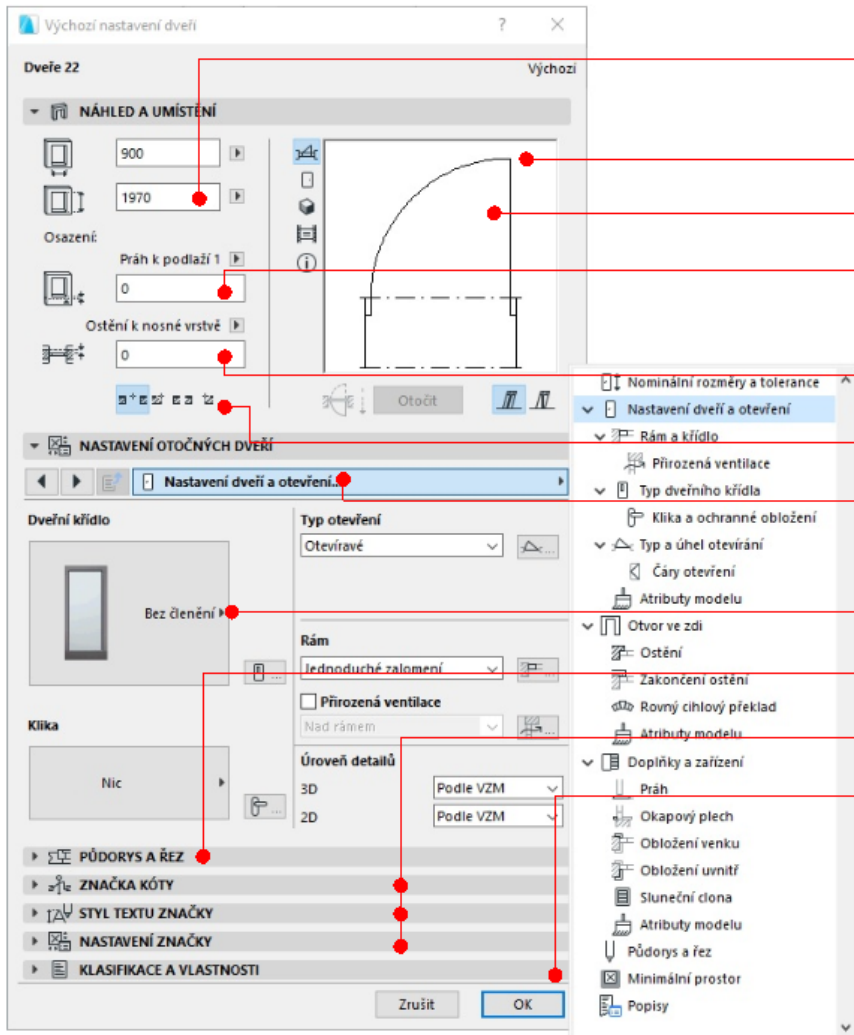 Výchozí nastavení dveří
?
Dveře 22
Výchozí
NÁHLED A UMÍSTĚNÍ
900
1970
Osazení:
Práh k podlaží 1
0
Ostění k nosné vrstvě
0
Otočit
NASTAVENÍ OTOČNÝCH DVEŘÍ
Nastavení dveří a otevření...
Dveřní křídlo
Bez členění
Klika
Nic
Typ otevření
Otevíravé
Rám
Jednoduché zalomení
Přirozená ventilace
Nad rámem
Úroveň detailů
3D
Podle VZM
2D
Podle VZM
PŮDORYS A ŘEZ
ZNAČKA KÓTY
STYL TEXTU ZNAČKY
NASTAVENÍ ZNAČKY
KLASIFIKACE A VLASTNOSTI
Zrušit
OK
Nominální rozměry a tolerance
Nastavení dveří a otevření
Rám a křídlo
Přirozená ventilace
Typ dveřního křídla
Klika a ochranné obložení
Typ a úhel otevírání
Čáry otevření
Atributy modelu
Otvor ve zdi
Ostění
Zakončení ostění
Rovný cihlový překlad
Atributy modelu
Doplňky a zařízení
Práh
Okapový plech
Obložení venku
Obložení uvnitř
Sluneční clona
Atributy modelu
Půdorys a řez
Minimální prostor
Popisy